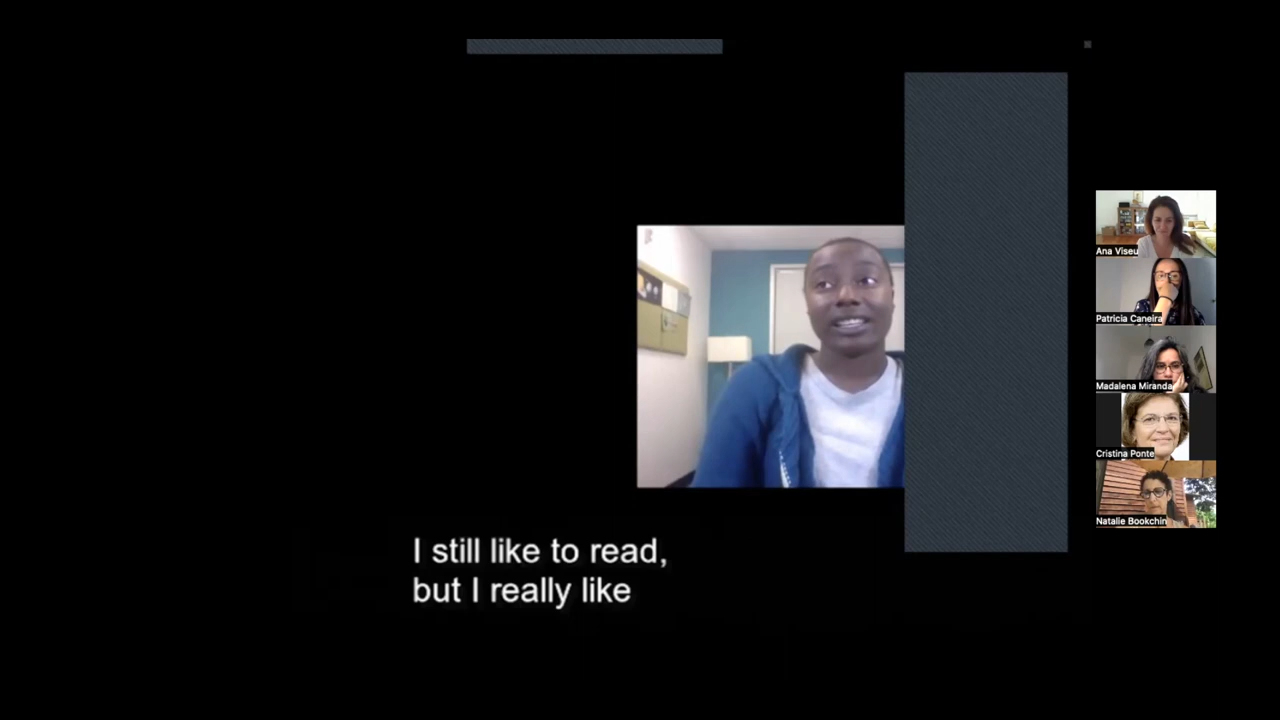 Ana Viseu
Patricia Caneira
Madalena Miranda
Cristina Ponte
Natalie Bookchin
I still like to read,
but I really like